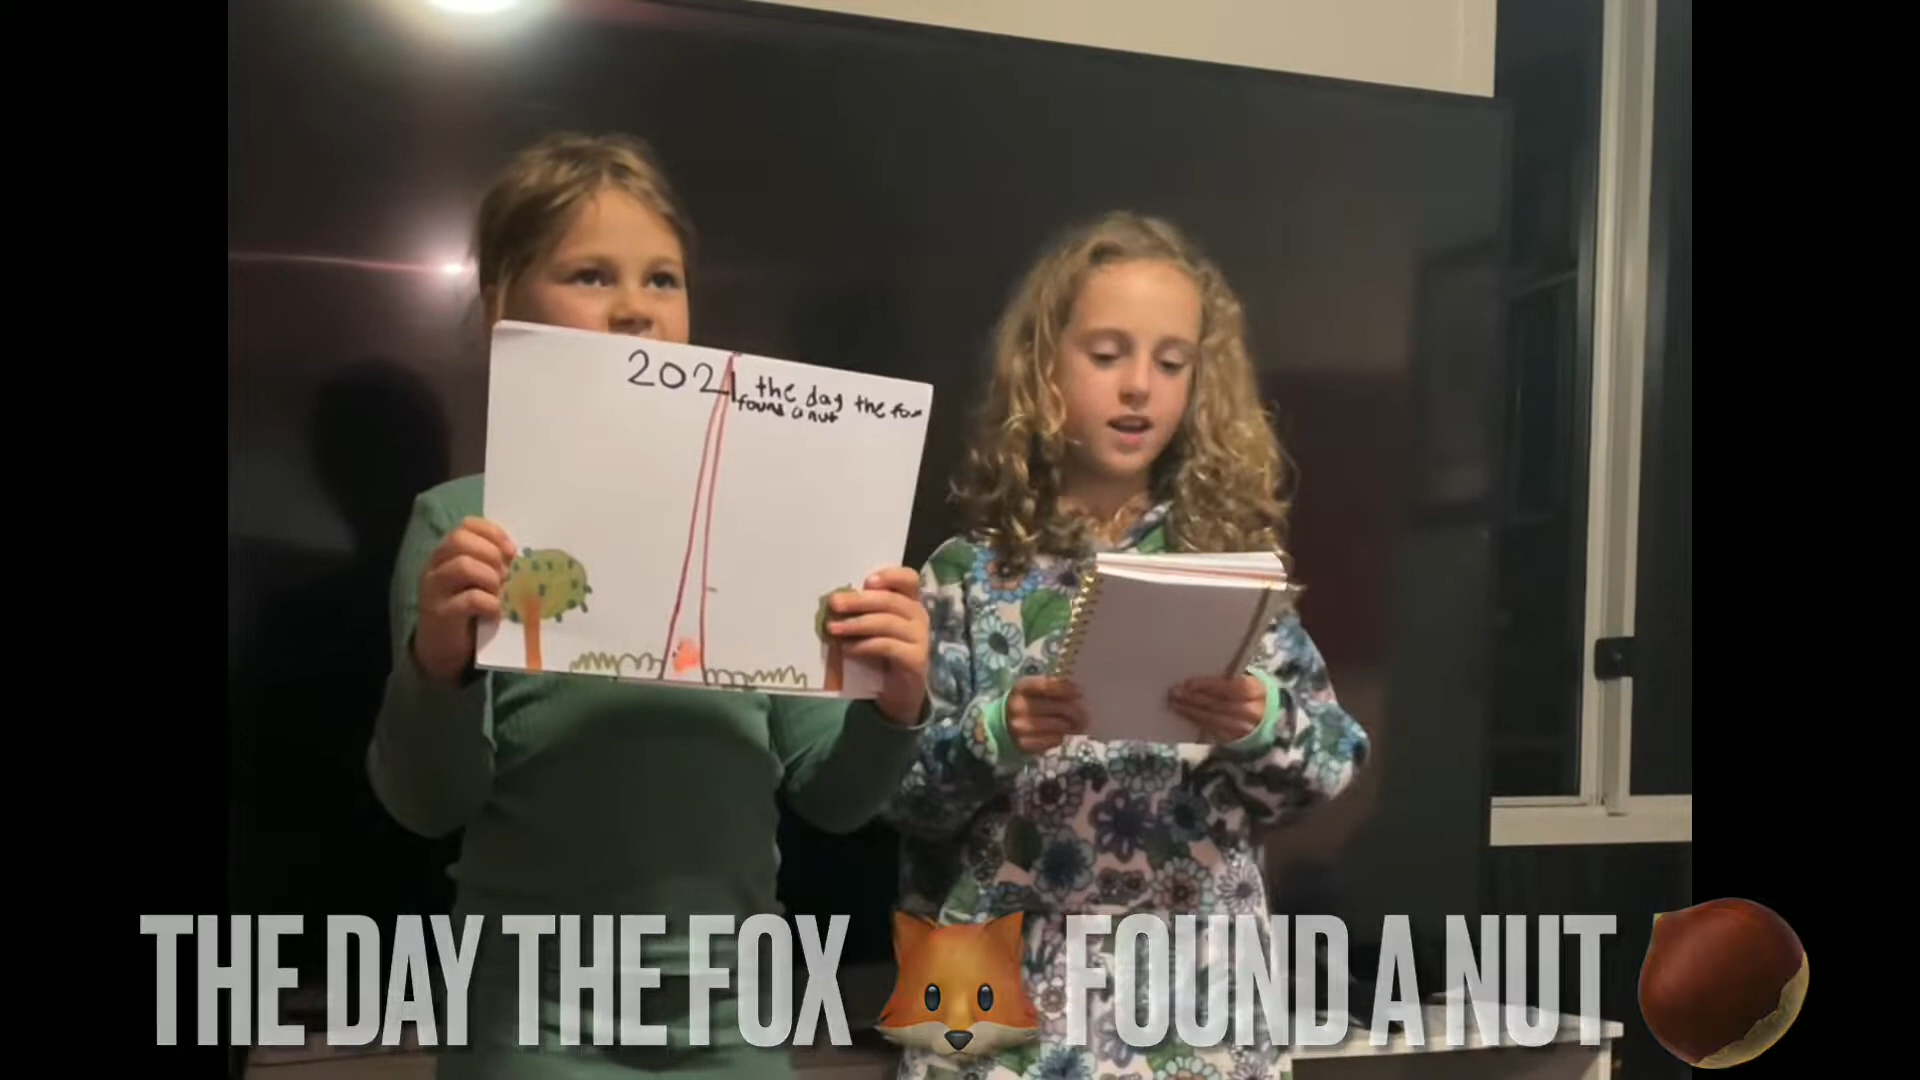 2021 the day the fox
found a nut
THE DAY THE FOX 🦊 FOUND A NUT 🌰